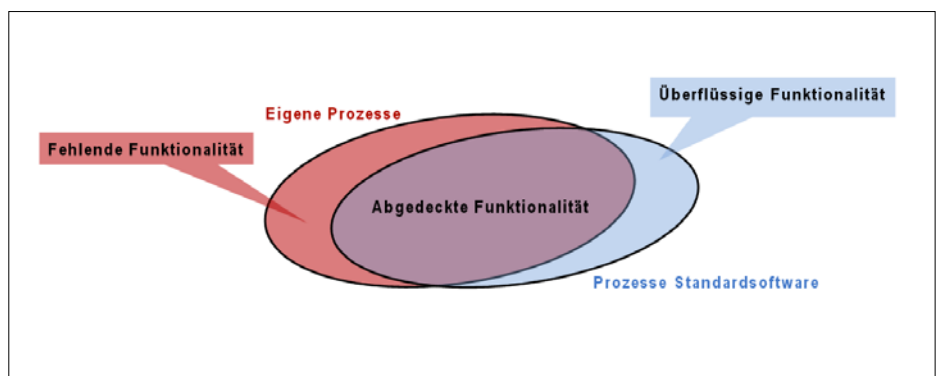 Überflüssige Funktionalität
Eigene Prozesse
Fehlende Funktionalität
Abgedeckte Funktionalität
Prozesse Standardsoftware